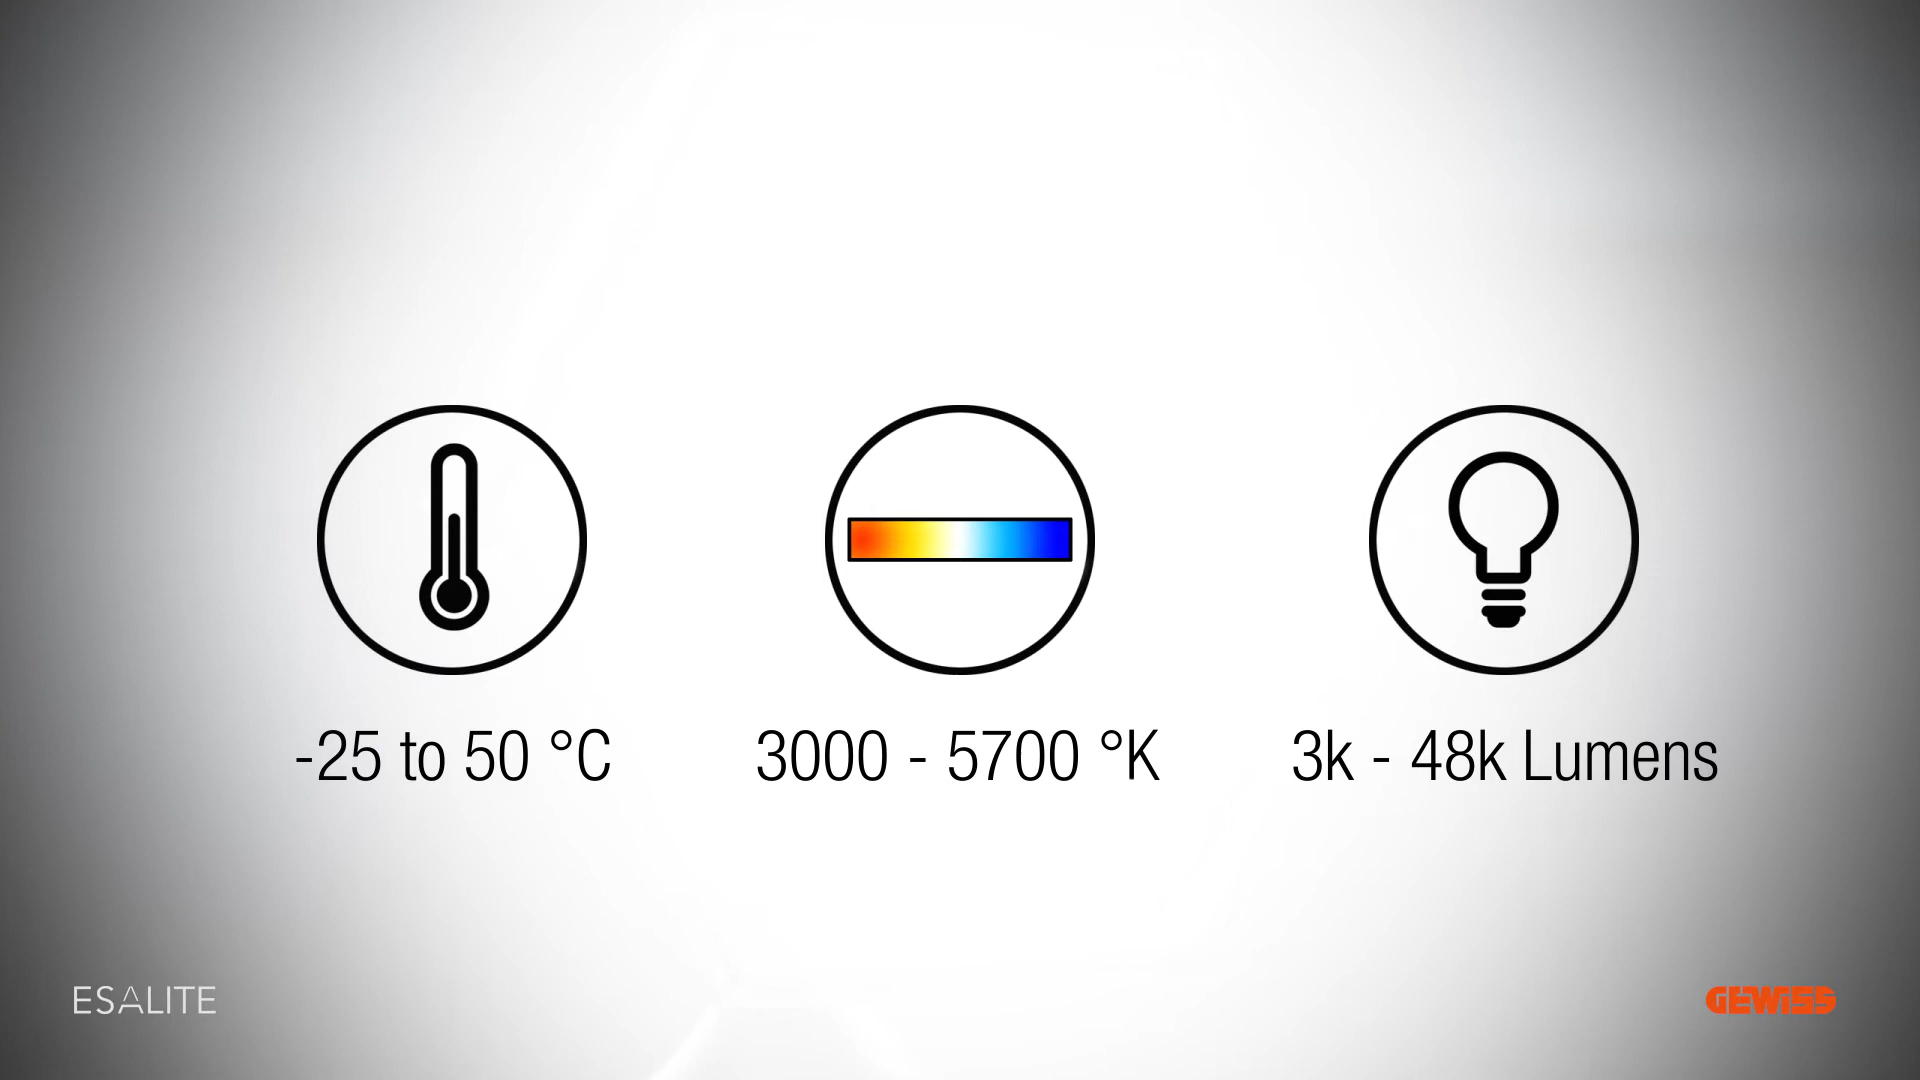 -25 to 50 °C
3000 - 5700 °K
3k - 48k Lumens
ESALITE
GEWISS